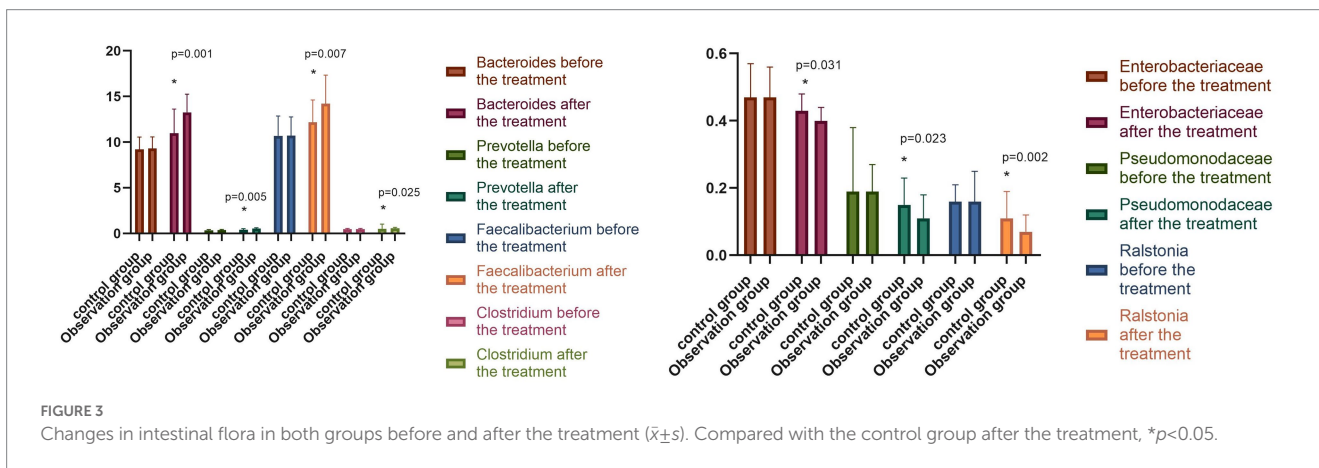 20
15
10
5
0
p=0.001
*
p=0.005
*
p=0.007
*
p=0.025
*
control group
Observation group
control group
Observation group
control group
Observation group
control group
Observation group
control group
Observation group
control group
Observation group
control group
Observation group
control group
Observation group
Bacteroides before
the treatment
Bacteroides after
the treatment
Prevotella before
the treatment
Prevotella after
the treatment
Faecalibacterium before
the treatment
Faecalibacterium after
the treatment
Clostridium before
the treatment
Clostridium after
the treatment
0.6
0.4
0.2
0.0
p=0.031
*
p=0.023
*
p=0.002
*
control group
Observation group
control group
Observation group
control group
Observation group
control group
Observation group
control group
Observation group
control group
Observation group
Enterobacteriaceae
before the treatment
Enterobacteriaceae
after the treatment
Pseudomonodaceae
before the treatment
Pseudomonodaceae
after the treatment
Ralstonia
before the
treatment
Ralstonia
after the
treatment
FIGURE 3
Changes in intestinal flora in both groups before and after the treatment (x̄±s). Compared with the control group after the treatment, *p<0.05.